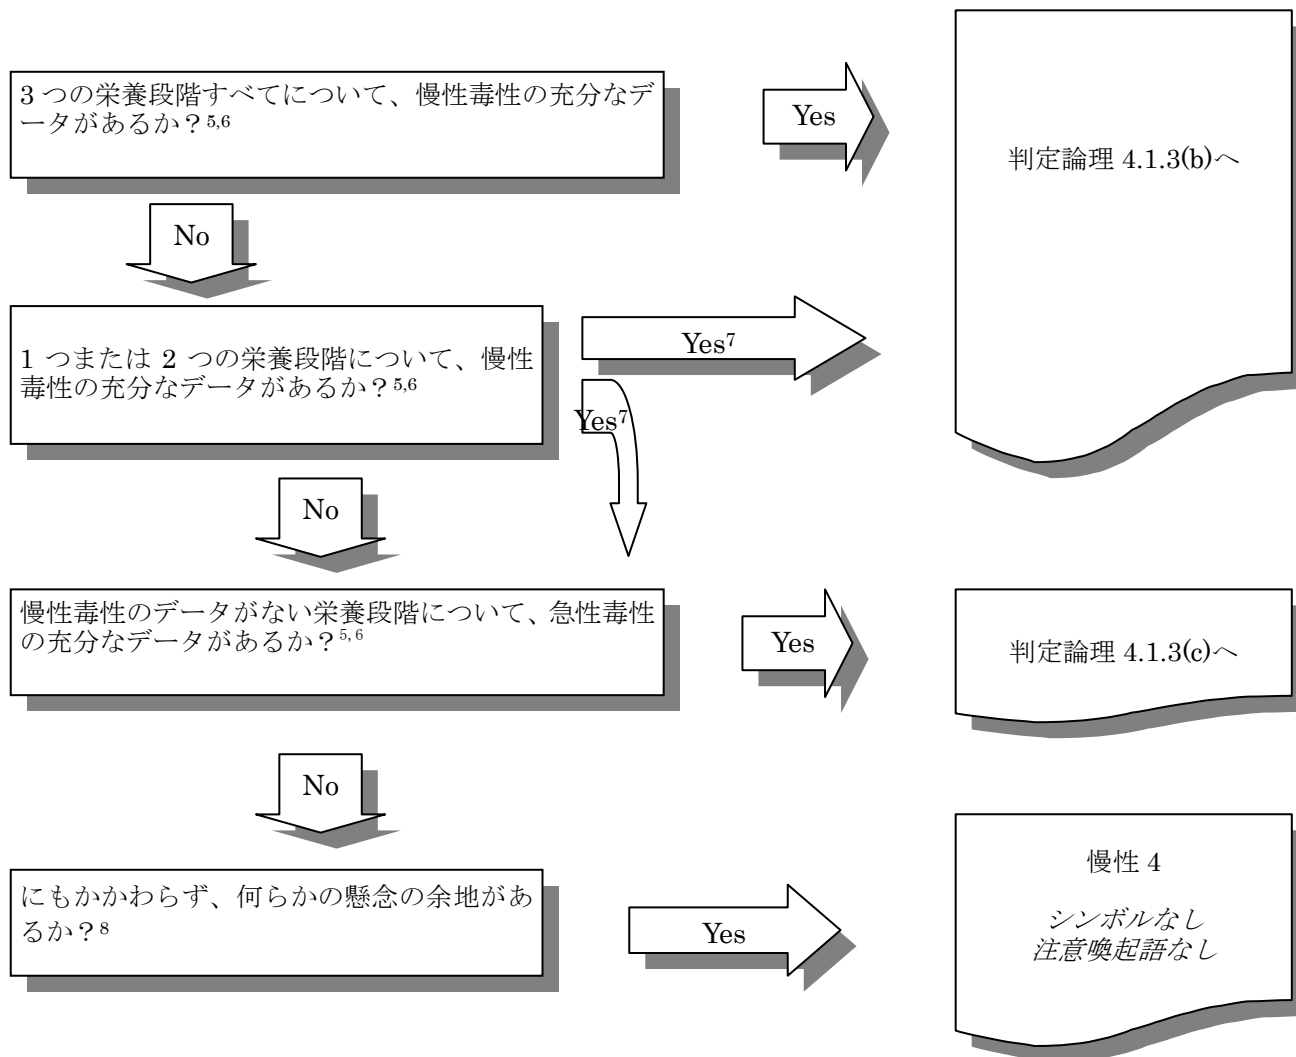 3 つの栄養段階すべてについて、慢性毒性の充分なデ
ータがあるか？5,6
Yes
判定論理 4.1.3(b)へ
No
1 つまたは 2 つの栄養段階について、慢性
毒性の充分なデータがあるか？5,6
Yes7
Yes7
No
慢性毒性のデータがない栄養段階について、急性毒性
の充分なデータがあるか？5, 6
Yes
判定論理 4.1.3(c)へ
No
にもかかわらず、何らかの懸念の余地があ
るか？8
Yes
慢性 4
シンボルなし
注意喚起語なし